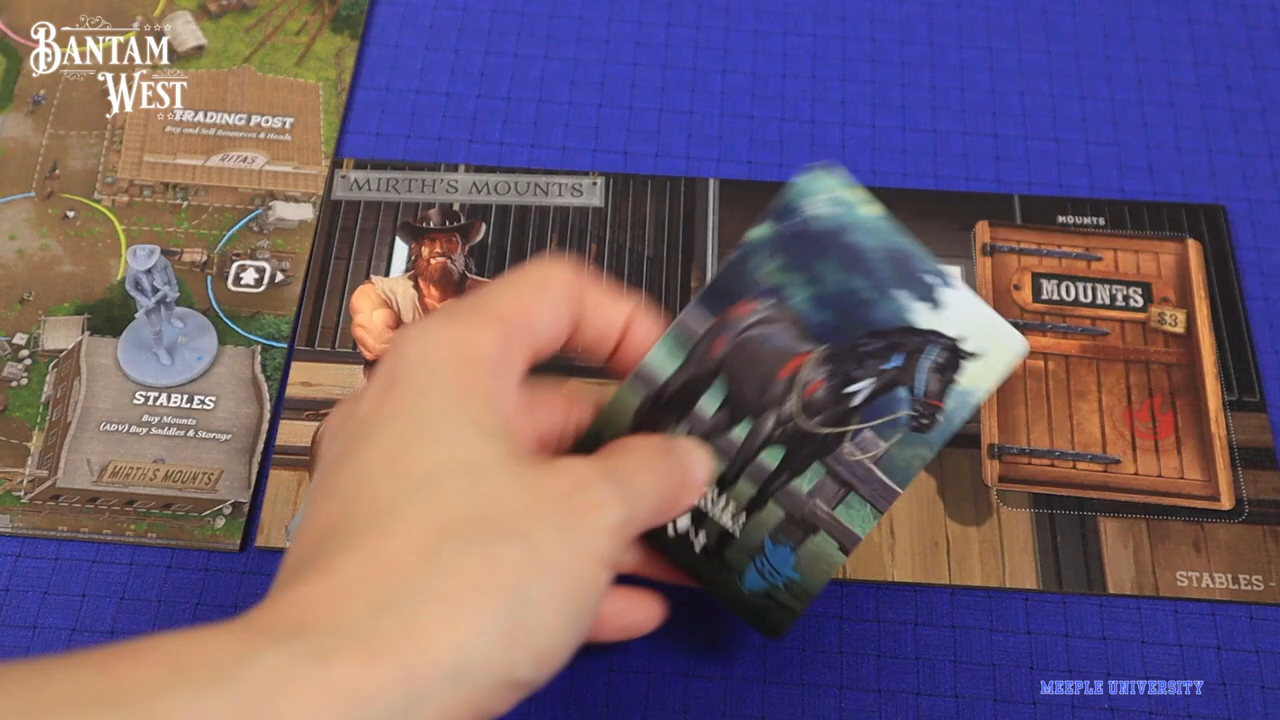 BANTAM
WEST
TRADING POST
Buy and Sell Resources & Heads
RITAS
STABLES
Buy Mounts
(ADV) Buy Saddles & Storage
MIRTH'S MOUNTS
MIRTH'S MOUNTS
MOUNTS
MOUNTS
$3
STABLES
MEEPLE UNIVERSITY